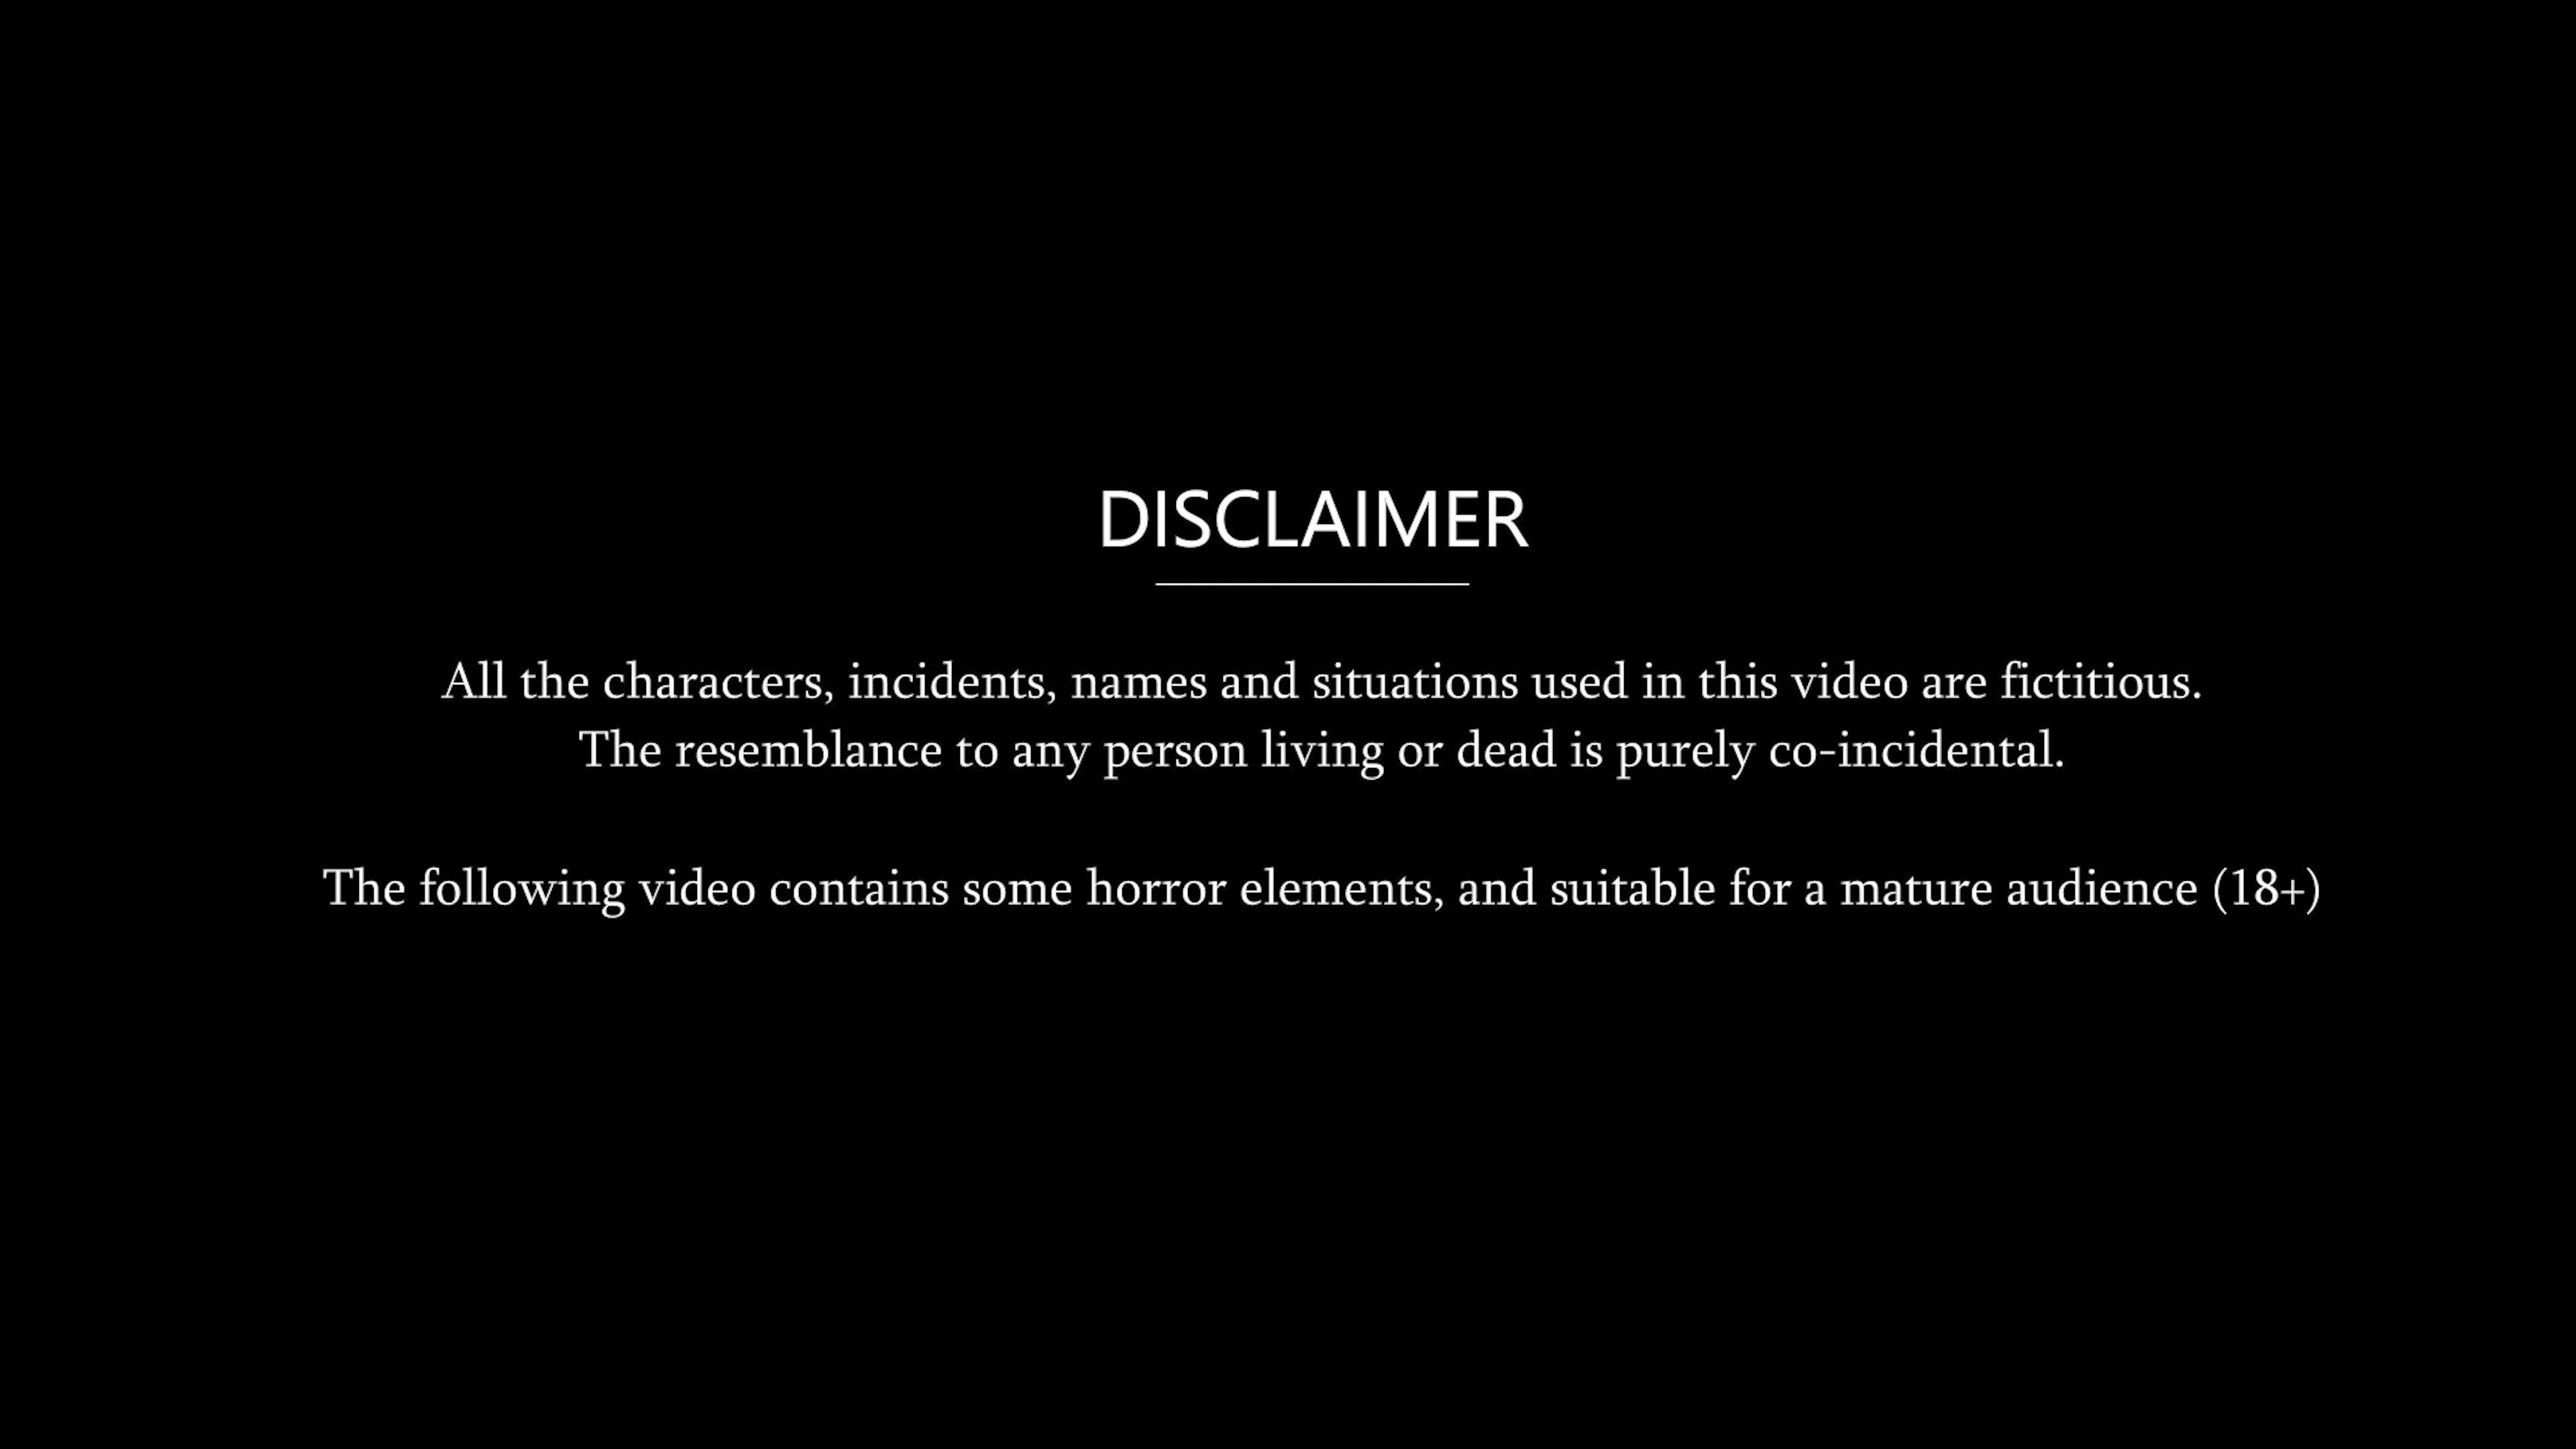 DISCLAIMER
All the characters, incidents, names and situations used in this video are fictitious.
The resemblance to any person living or dead is purely co-incidental.
The following video contains some horror elements, and suitable for a mature audience (18+)